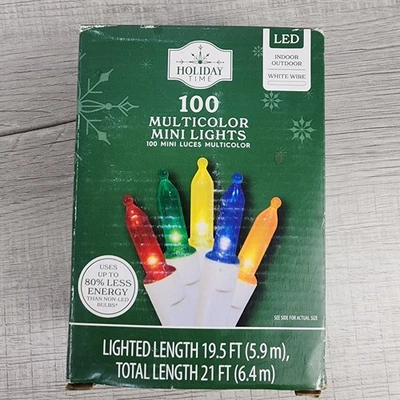 HOLIDAY
TIME
LED
INDOOR
OUTDOOR
WHITE WIRE
100
MULTICOLOR
MINI LIGHTS
100 MINI LUCES MULTICOLOR
USES
UP TO
80% LESS
ENERGY
THAN NON-LED
BULBS*
SEE SIDE FOR ACTUAL SIZE
LIGHTED LENGTH 19.5 FT (5.9 m),
TOTAL LENGTH 21 FT (6.4 m)